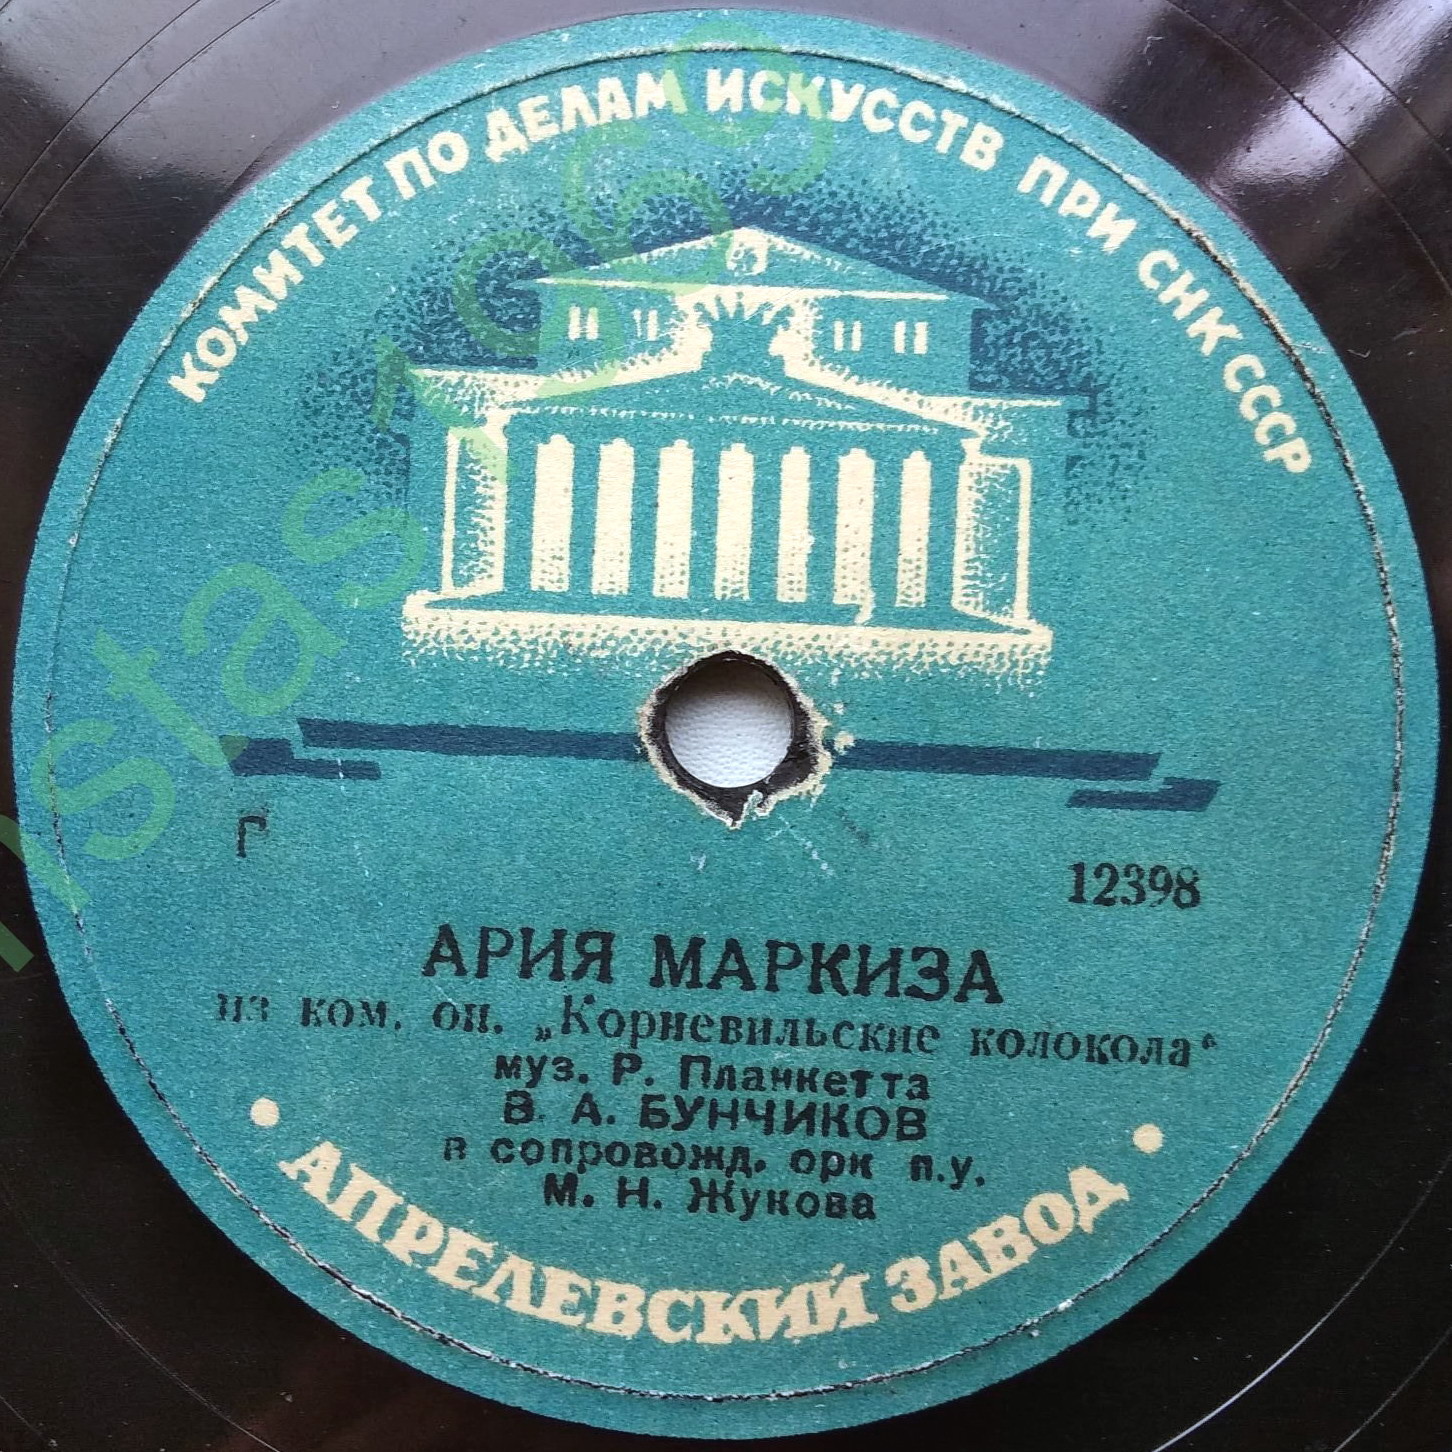 КОМИТЕТ ПО ДЕЛАМ ИСКУССТВ ПРИ СНК СССР
Г
12398
АРИЯ МАРКИЗА
из ком. оп. „Корневильские колокола“
муз. Р. Планкетта
В. А. БУНЧИКОВ
в сопровожд. орк п.у.
М. Н. Жукова
• АПРЕЛЕВСКИЙ ЗАВОД •
nstas1369